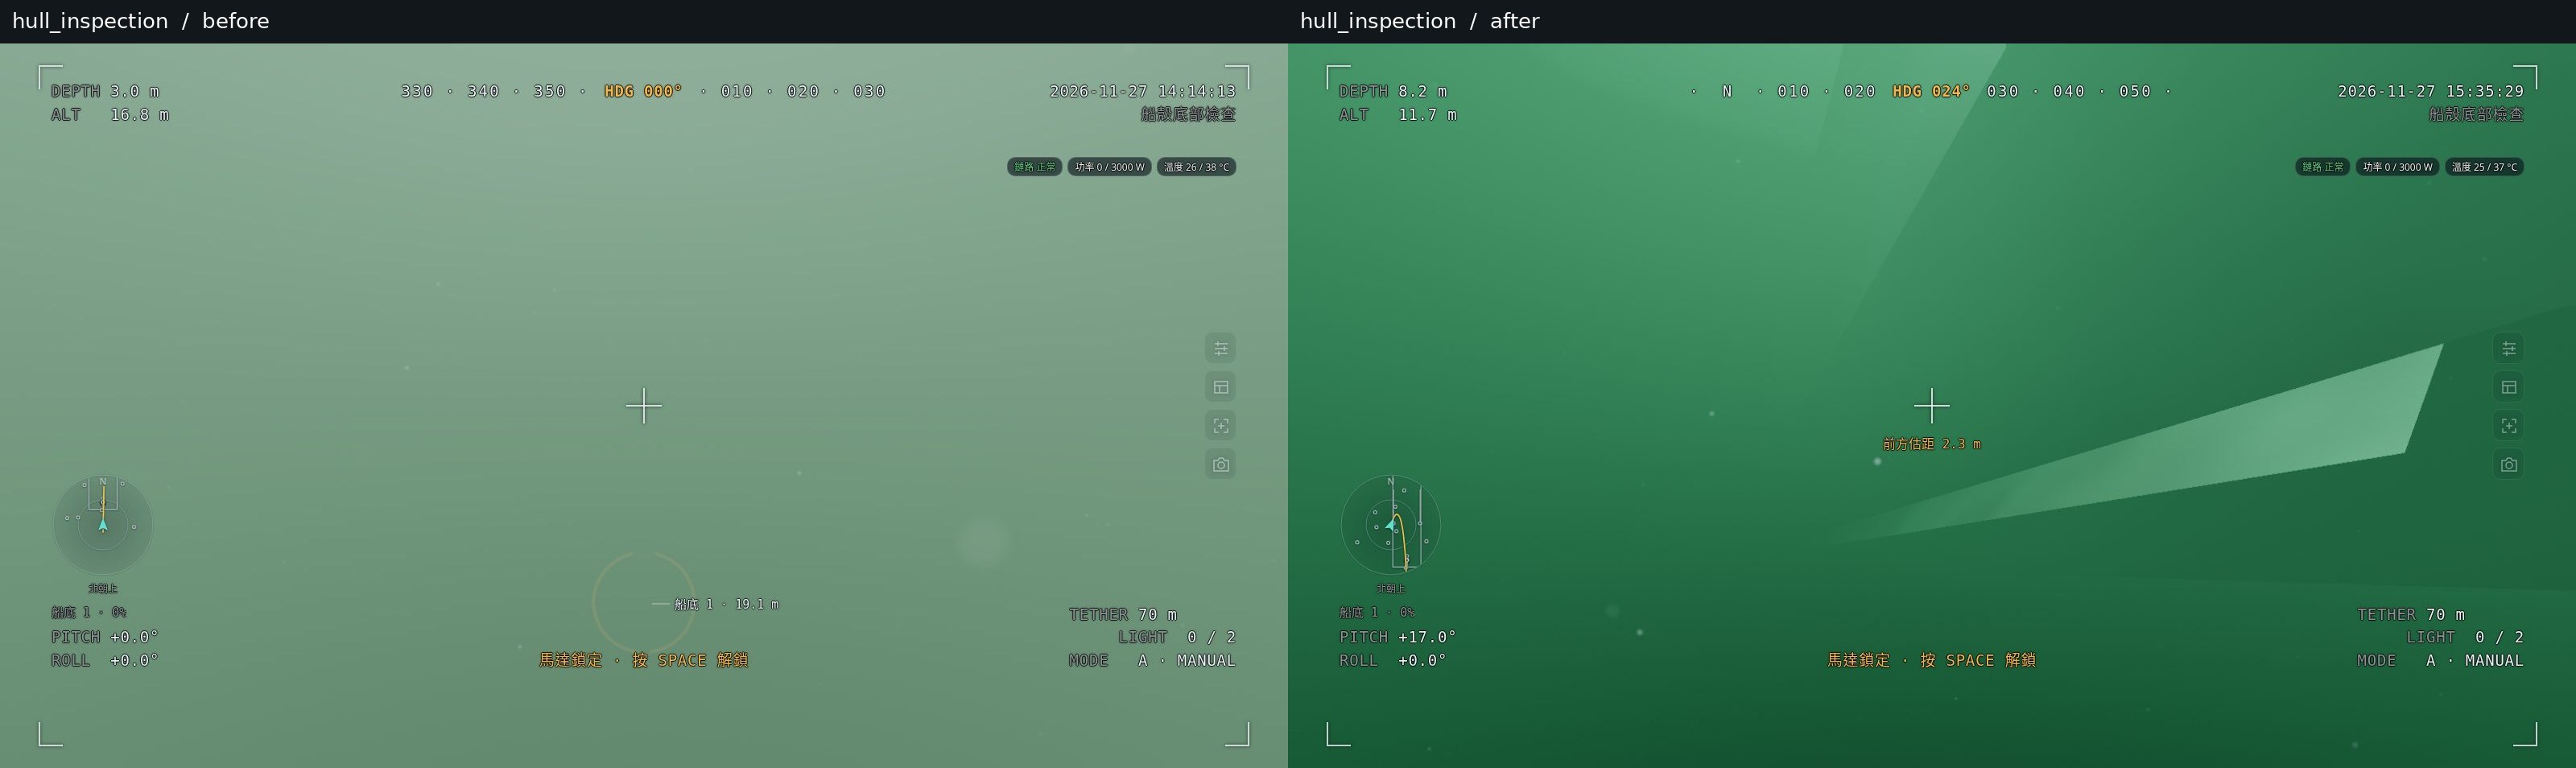 hull_inspection / before
DEPTH 3.0 m
ALT 16.8 m
330 · 340 · 350 · HDG 000° · 010 · 020 · 030
2026-11-27 14:14:13
船殼底部檢查
鏈路 正常 功率 0 / 3000 W 溫度 26 / 38 °C
N
北朝上
船底 1 · 0%
PITCH +0.0°
ROLL +0.0°
船底 1 · 19.1 m
馬達鎖定 · 按 SPACE 解鎖
TETHER 70 m
LIGHT 0 / 2
MODE A · MANUAL
hull_inspection / after
DEPTH 8.2 m
ALT 11.7 m
· N · 010 · 020 HDG 024° 030 · 040 · 050 ·
2026-11-27 15:35:29
船殼底部檢查
鏈路 正常 功率 0 / 3000 W 溫度 25 / 37 °C
前方估距 2.3 m
N
北朝上
船底 1 · 0%
PITCH +17.0°
ROLL +0.0°
馬達鎖定 · 按 SPACE 解鎖
TETHER 70 m
LIGHT 0 / 2
MODE A · MANUAL